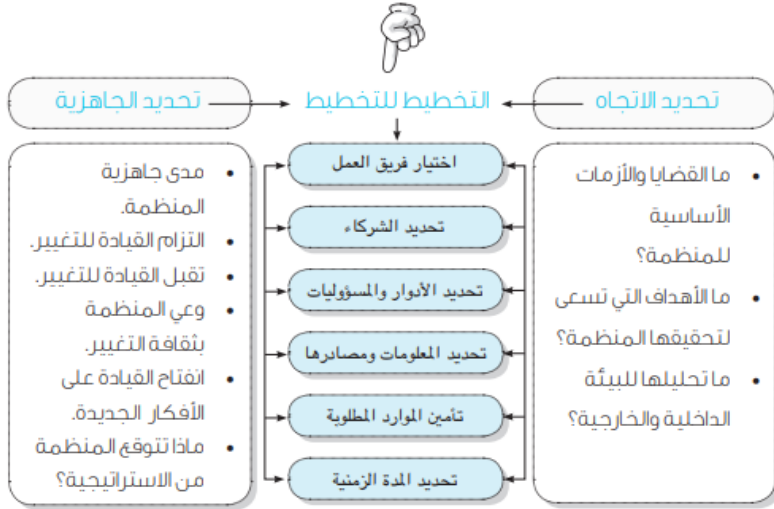 تحديد الاتجاه
التخطيط للتخطيط
تحديد الجاهزية
• ما القضايا والأزمات
الأساسية
للمنظمة؟
• ما الأهداف التي تسعى
لتحقيقها المنظمة؟
• ما تحليلها للبيئة
الداخلية والخارجية؟
اختيار فريق العمل
تحديد الشركاء
تحديد الأدوار والمسؤوليات
تحديد المعلومات ومصادرها
تأمين الموارد المطلوبة
تحديد المدة الزمنية
• مدى جاهزية
المنظمة.
• التزام القيادة للتغيير.
• تقبل القيادة للتغيير.
• وعي المنظمة
بثقافة التغيير.
• انفتاح القيادة على
الأفكار الجديدة.
• ماذا تتوقع المنظمة
من الاستراتيجية؟